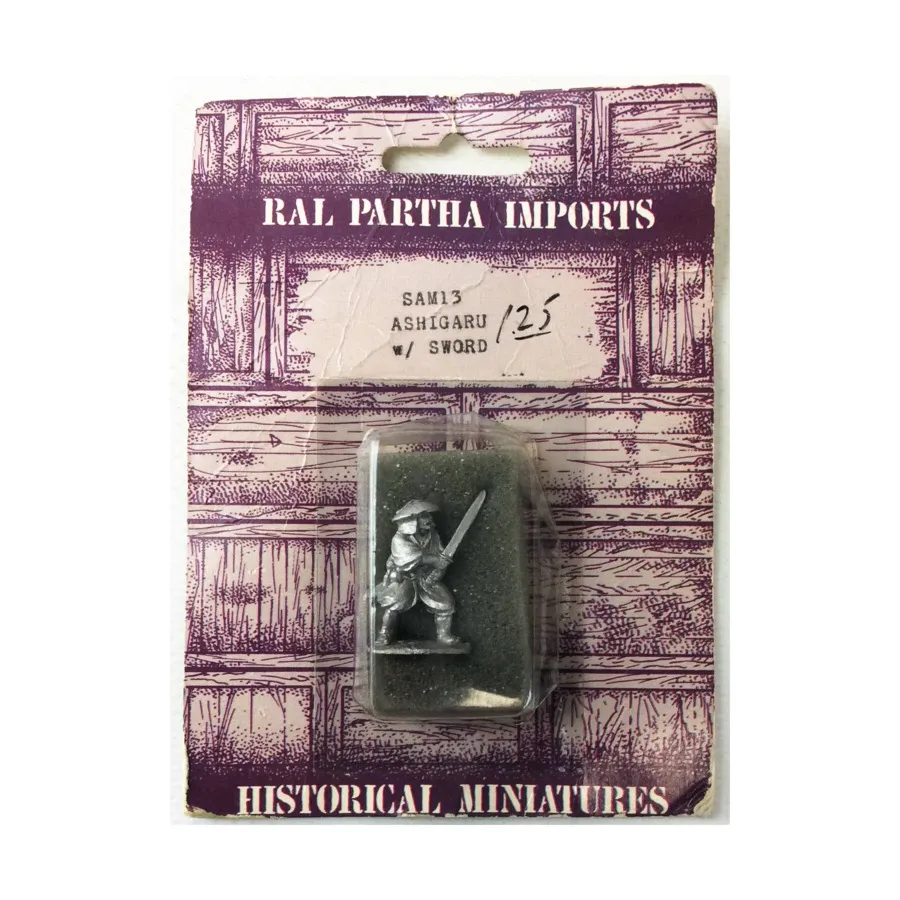 RAL PARTHA IMPORTS
SAM13
ASHIGARU
w/ SWORD
1.25
HISTORICAL MINIATURES